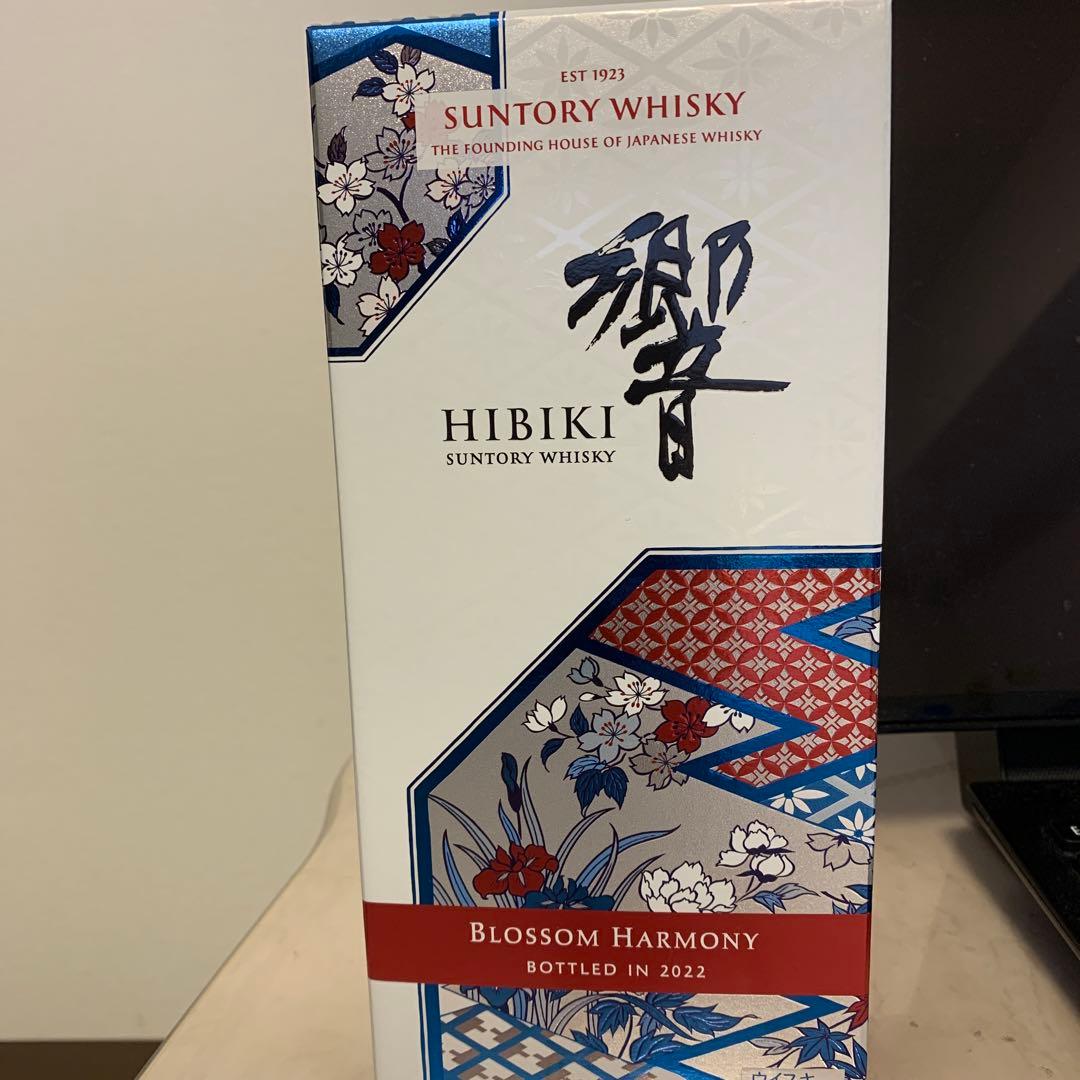 EST 1923
SUNTORY WHISKY
THE FOUNDING HOUSE OF JAPANESE WHISKY
響
HIBIKI
SUNTORY WHISKY
BLOSSOM HARMONY
BOTTLED IN 2022